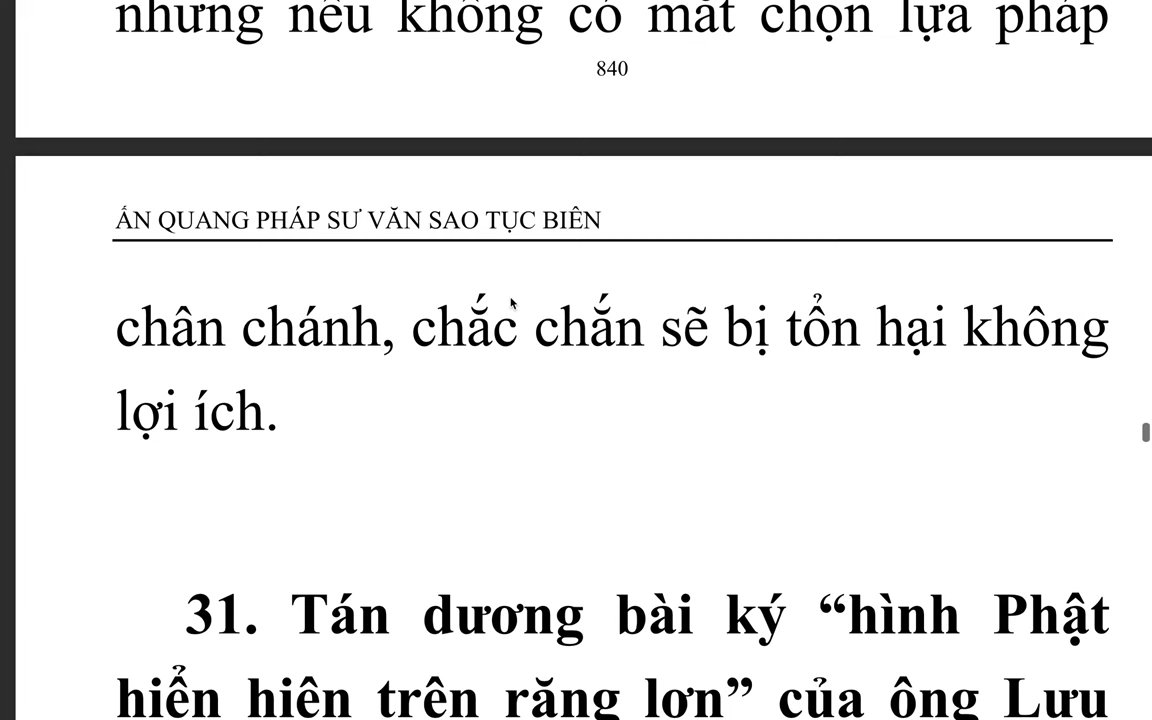 nhưng nếu không có mắt chọn lựa pháp
840
ẤN QUANG PHÁP SƯ VĂN SAO TỤC BIÊN
chân chánh, chắc chắn sẽ bị tổn hại không
lợi ích.
31. Tán dương bài ký “hình Phật
hiển hiện trên răng lợn” của ông Lưu